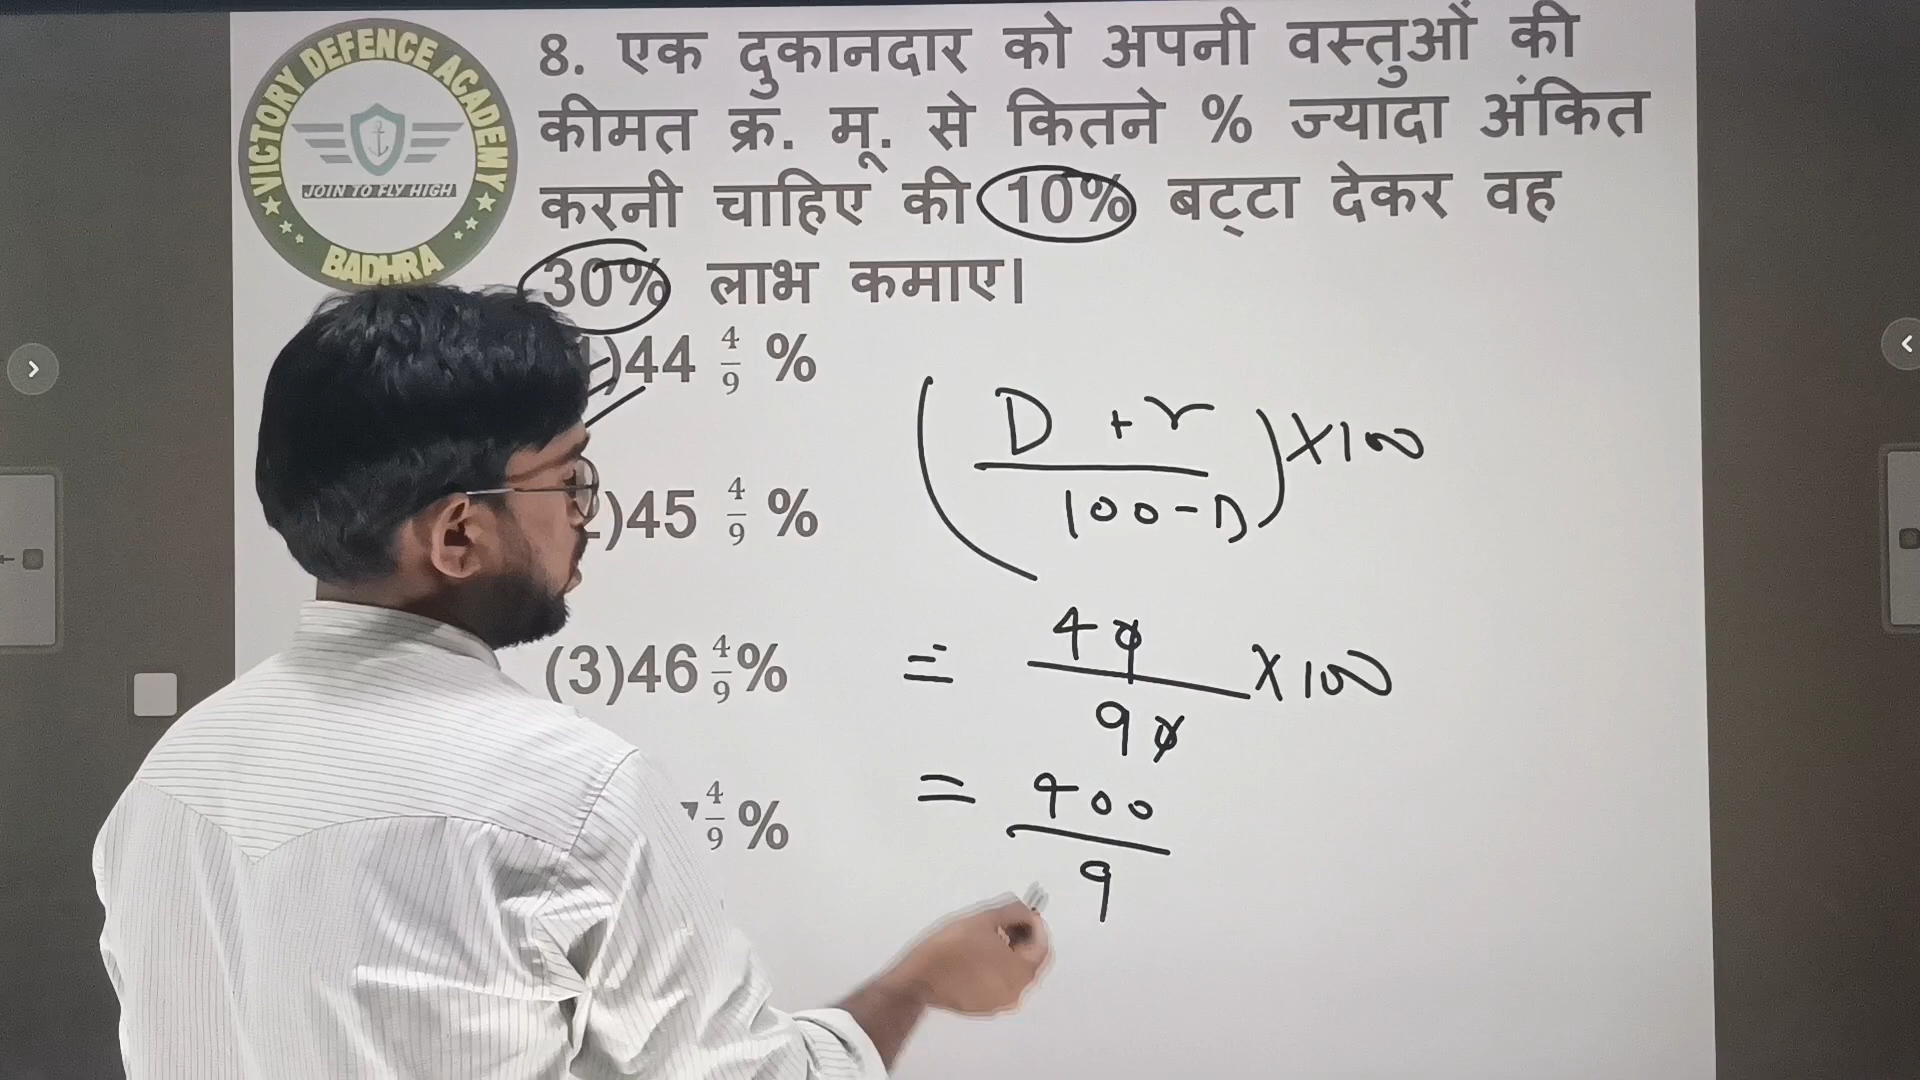 VICTORY DEFENCE ACADEMY
JOIN TO FLY HIGH
BADHRA
8. एक दुकानदार को अपनी वस्तुओं की
कीमत क्र. मू. से कितने % ज्यादा अंकित
करनी चाहिए की 10% बट्टा देकर वह
30% लाभ कमाए।
)44 4/9 %
)45 4/9 %
(3)46 4/9%
4/9%
(D + r / 100-D) ×100
= 40/90 ×100
= 400/9